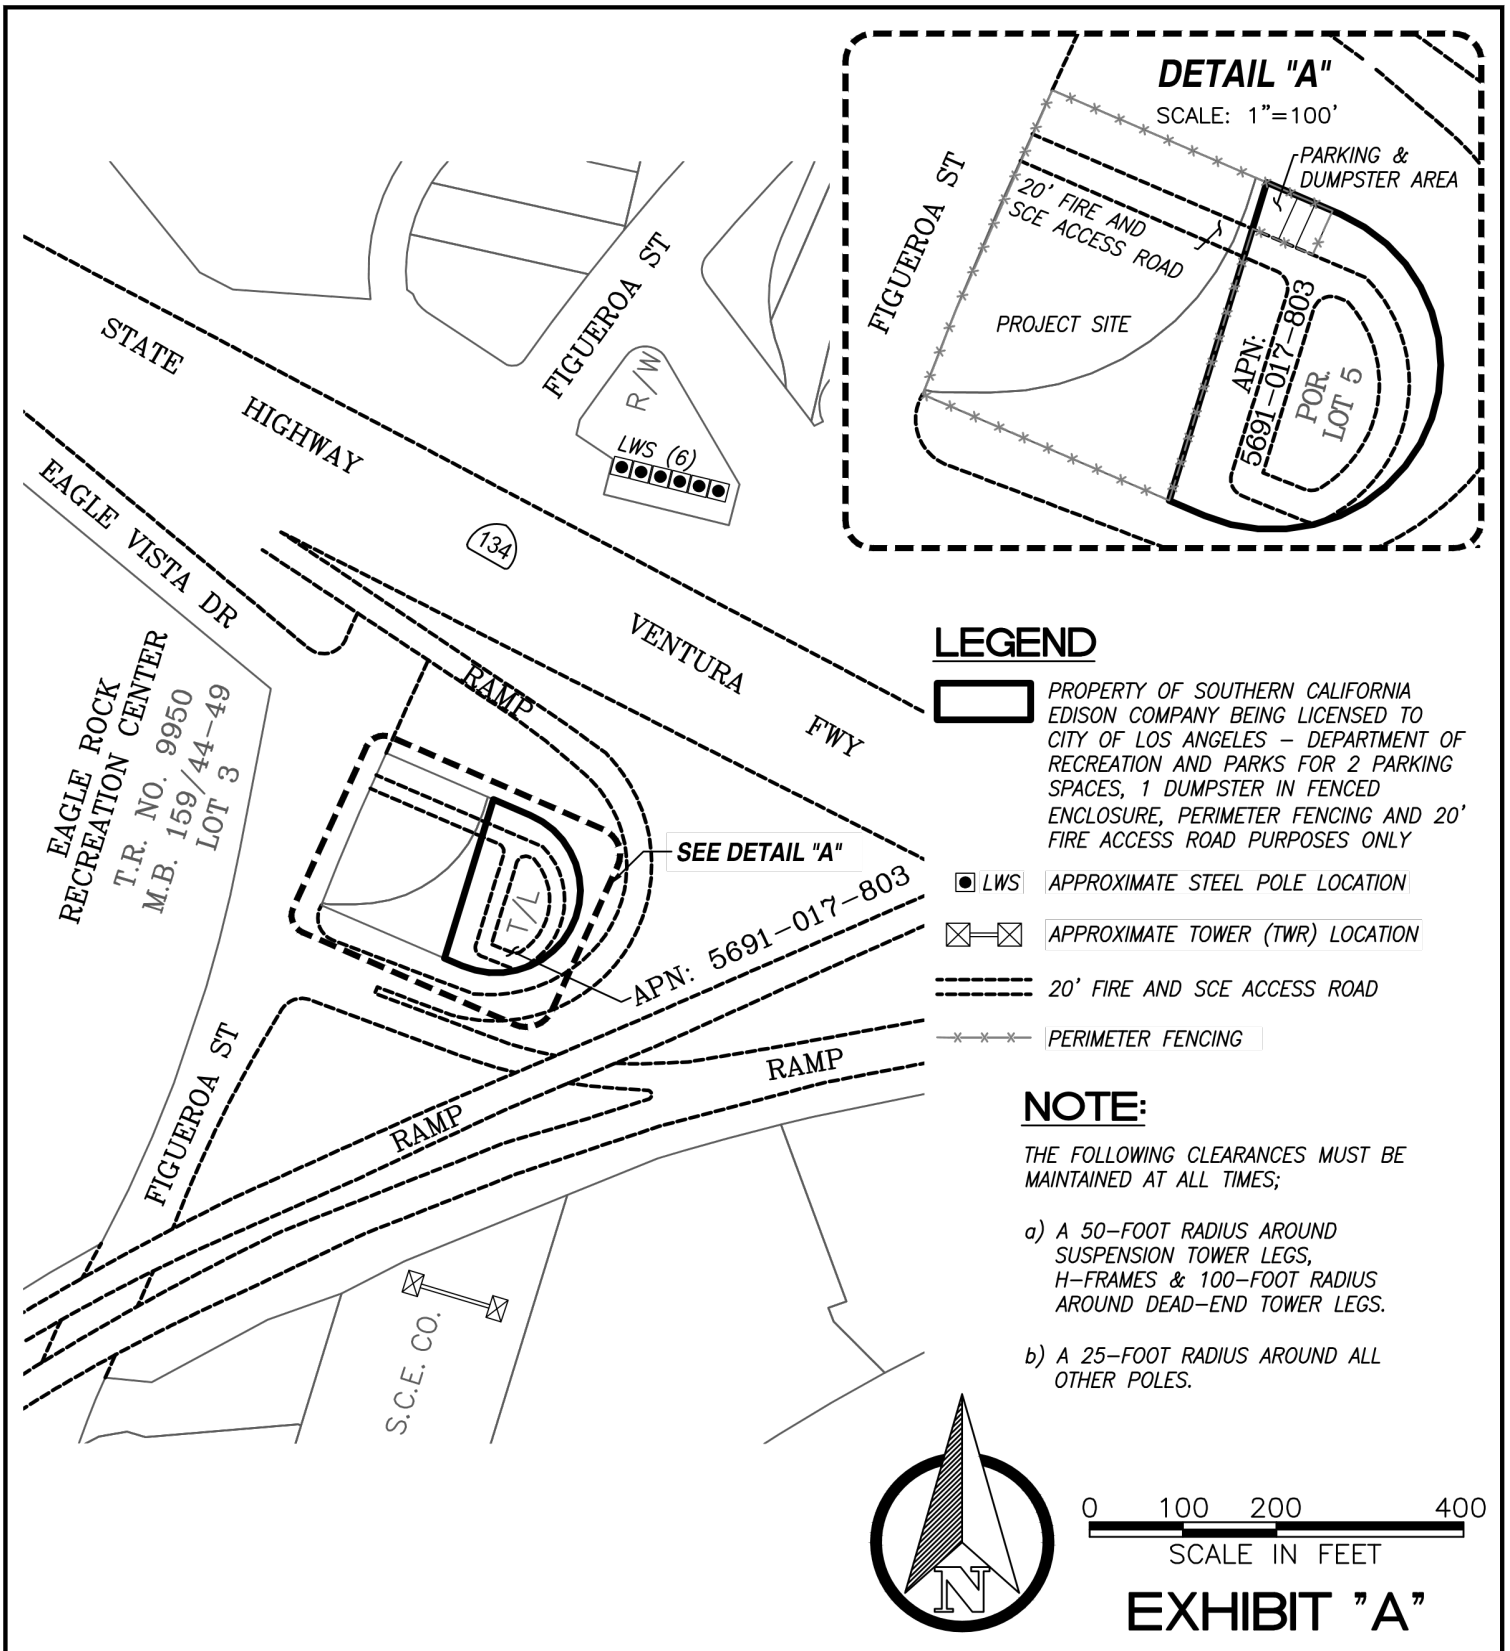 DETAIL "A"
SCALE: 1”=100’
PARKING &
DUMPSTER AREA
20’ FIRE AND
SCE ACCESS ROAD
FIGUEROA ST
PROJECT SITE
APN:
5691–017–803
POR.
LOT 5
STATE
HIGHWAY
FIGUEROA ST
R/W
LWS (6)
134
EAGLE VISTA DR
VENTURA
FWY
RAMP
EAGLE ROCK
RECREATION CENTER
T.R. NO. 9950
M.B. 159/44–49
LOT 3
SEE DETAIL "A"
T/L
APN: 5691–017–803
FIGUEROA ST
RAMP
RAMP
S.C.E. CO.
LEGEND
PROPERTY OF SOUTHERN CALIFORNIA
EDISON COMPANY BEING LICENSED TO
CITY OF LOS ANGELES – DEPARTMENT OF
RECREATION AND PARKS FOR 2 PARKING
SPACES, 1 DUMPSTER IN FENCED
ENCLOSURE, PERIMETER FENCING AND 20’
FIRE ACCESS ROAD PURPOSES ONLY
LWS APPROXIMATE STEEL POLE LOCATION
APPROXIMATE TOWER (TWR) LOCATION
20’ FIRE AND SCE ACCESS ROAD
PERIMETER FENCING
NOTE:
THE FOLLOWING CLEARANCES MUST BE
MAINTAINED AT ALL TIMES;
a) A 50–FOOT RADIUS AROUND
SUSPENSION TOWER LEGS,
H–FRAMES & 100–FOOT RADIUS
AROUND DEAD–END TOWER LEGS.
b) A 25–FOOT RADIUS AROUND ALL
OTHER POLES.
N
0 100 200 400
SCALE IN FEET
EXHIBIT ”A”